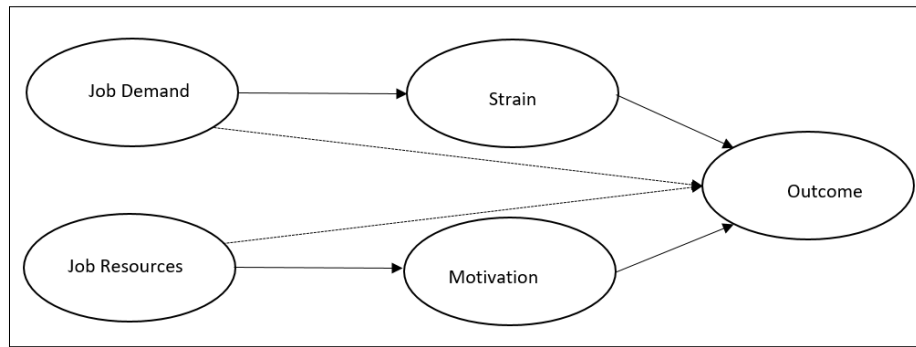 Job Demand
Strain
Outcome
Job Resources
Motivation